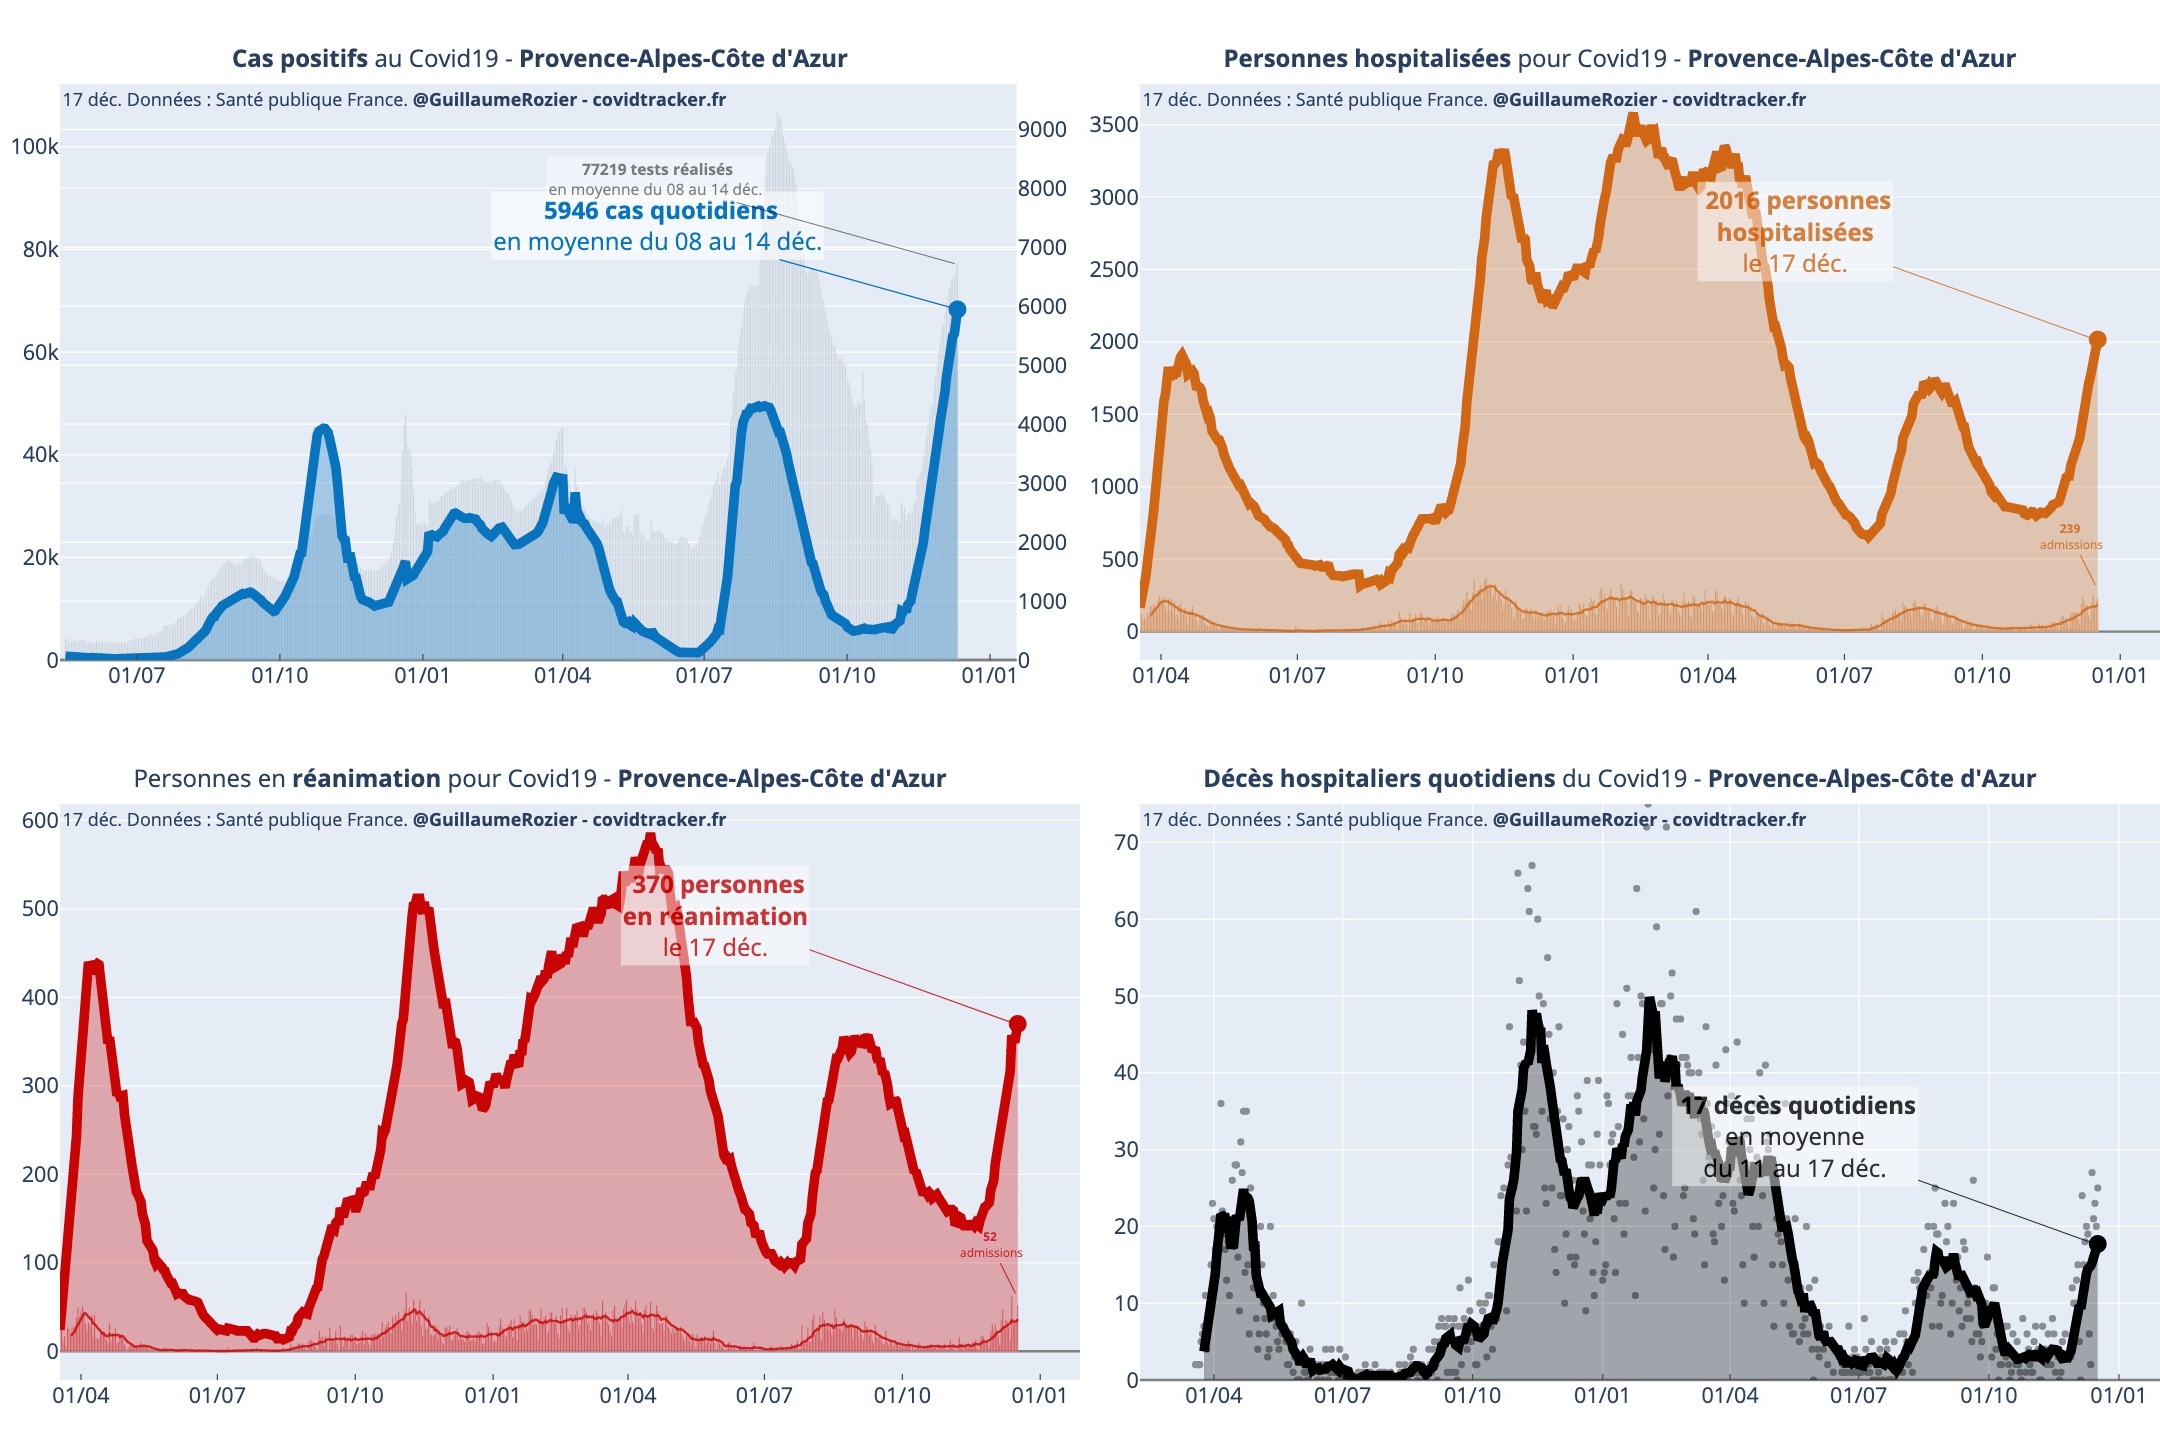 Cas positifs au Covid19 - Provence-Alpes-Côte d'Azur
17 déc. Données : Santé publique France. @GuillaumeRozier - covidtracker.fr
77219 tests réalisés
en moyenne du 08 au 14 déc.
5946 cas quotidiens
en moyenne du 08 au 14 déc.
100k
80k
60k
40k
20k
0
9000
8000
7000
6000
5000
4000
3000
2000
1000
0
01/07 01/10 01/01 01/04 01/07 01/10 01/01
Personnes hospitalisées pour Covid19 - Provence-Alpes-Côte d'Azur
17 déc. Données : Santé publique France. @GuillaumeRozier - covidtracker.fr
2016 personnes
hospitalisées
le 17 déc.
239
admissions
3500
3000
2500
2000
1500
1000
500
0
01/04 01/07 01/10 01/01 01/04 01/07 01/10 01/01
Personnes en réanimation pour Covid19 - Provence-Alpes-Côte d'Azur
17 déc. Données : Santé publique France. @GuillaumeRozier - covidtracker.fr
370 personnes
en réanimation
le 17 déc.
52
admissions
600
500
400
300
200
100
0
01/04 01/07 01/10 01/01 01/04 01/07 01/10 01/01
Décès hospitaliers quotidiens du Covid19 - Provence-Alpes-Côte d'Azur
17 déc. Données : Santé publique France. @GuillaumeRozier - covidtracker.fr
17 décès quotidiens
en moyenne
du 11 au 17 déc.
70
60
50
40
30
20
10
0
01/04 01/07 01/10 01/01 01/04 01/07 01/10 01/01